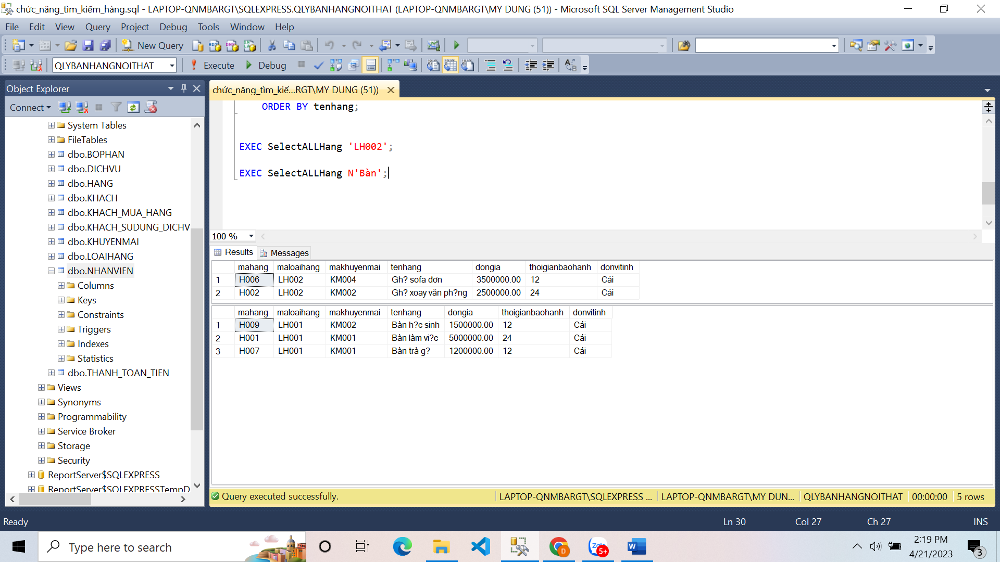 chức_năng_tìm_kiếm_hàng.sql - LAPTOP-QNMBARGT\SQLEXPRESS.QLYBANHANGNOITHAT (LAPTOP-QNMBARGT\MY DUNG (51)) - Microsoft SQL Server Management Studio
File Edit View Query Project Debug Tools Window Help
New Query
QLYBANHANGNOITHAT Execute Debug
Object Explorer
Connect
System Tables
FileTables
dbo.BOPHAN
dbo.DICHVU
dbo.HANG
dbo.KHACH
dbo.KHACH_MUA_HANG
dbo.KHACH_SUDUNG_DICHV
dbo.KHUYENMAI
dbo.LOAIHANG
dbo.NHANVIEN
Columns
Keys
Constraints
Triggers
Indexes
Statistics
dbo.THANH_TOAN_TIEN
Views
Synonyms
Programmability
Service Broker
Storage
Security
ReportServer$SQLEXPRESS
ReportServer$SQLEXPRESSTempD
chức_năng_tìm_kiế...RGT\MY DUNG (51))
ORDER BY tenhang;
EXEC SelectALLHang 'LH002';
EXEC SelectALLHang N'Bàn';
100 %
Results Messages
mahang maloaihang makhuyenmai tenhang dongia thoigianbaohanh donvitinh
1 H006 LH002 KM004 Gh? sofa đơn 3500000.00 12 Cái
2 H002 LH002 KM002 Gh? xoay văn ph?ng 2500000.00 24 Cái
mahang maloaihang makhuyenmai tenhang dongia thoigianbaohanh donvitinh
1 H009 LH001 KM002 Bàn h?c sinh 1500000.00 12 Cái
2 H001 LH001 KM001 Bàn làm vi?c 5000000.00 24 Cái
3 H007 LH001 KM001 Bàn trà g? 1200000.00 12 Cái
Query executed successfully. LAPTOP-QNMBARGT\SQLEXPRESS ... LAPTOP-QNMBARGT\MY DUN... QLYBANHANGNOITHAT 00:00:00 5 rows
Ready Ln 30 Col 27 Ch 27 INS
Type here to search
Zalo 5+
D
W
2:19 PM
4/21/2023
3